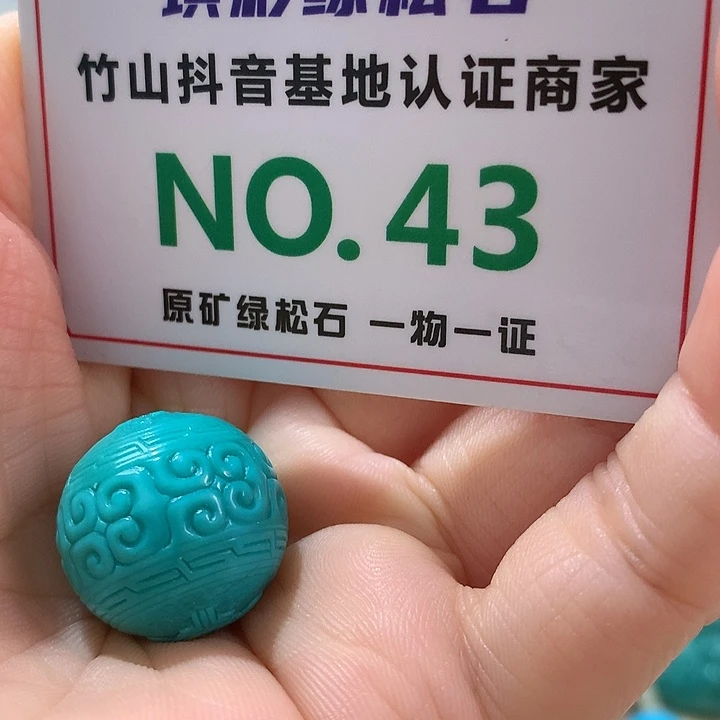 竹山抖音基地认证商家
NO.43
原矿绿松石 一物一证